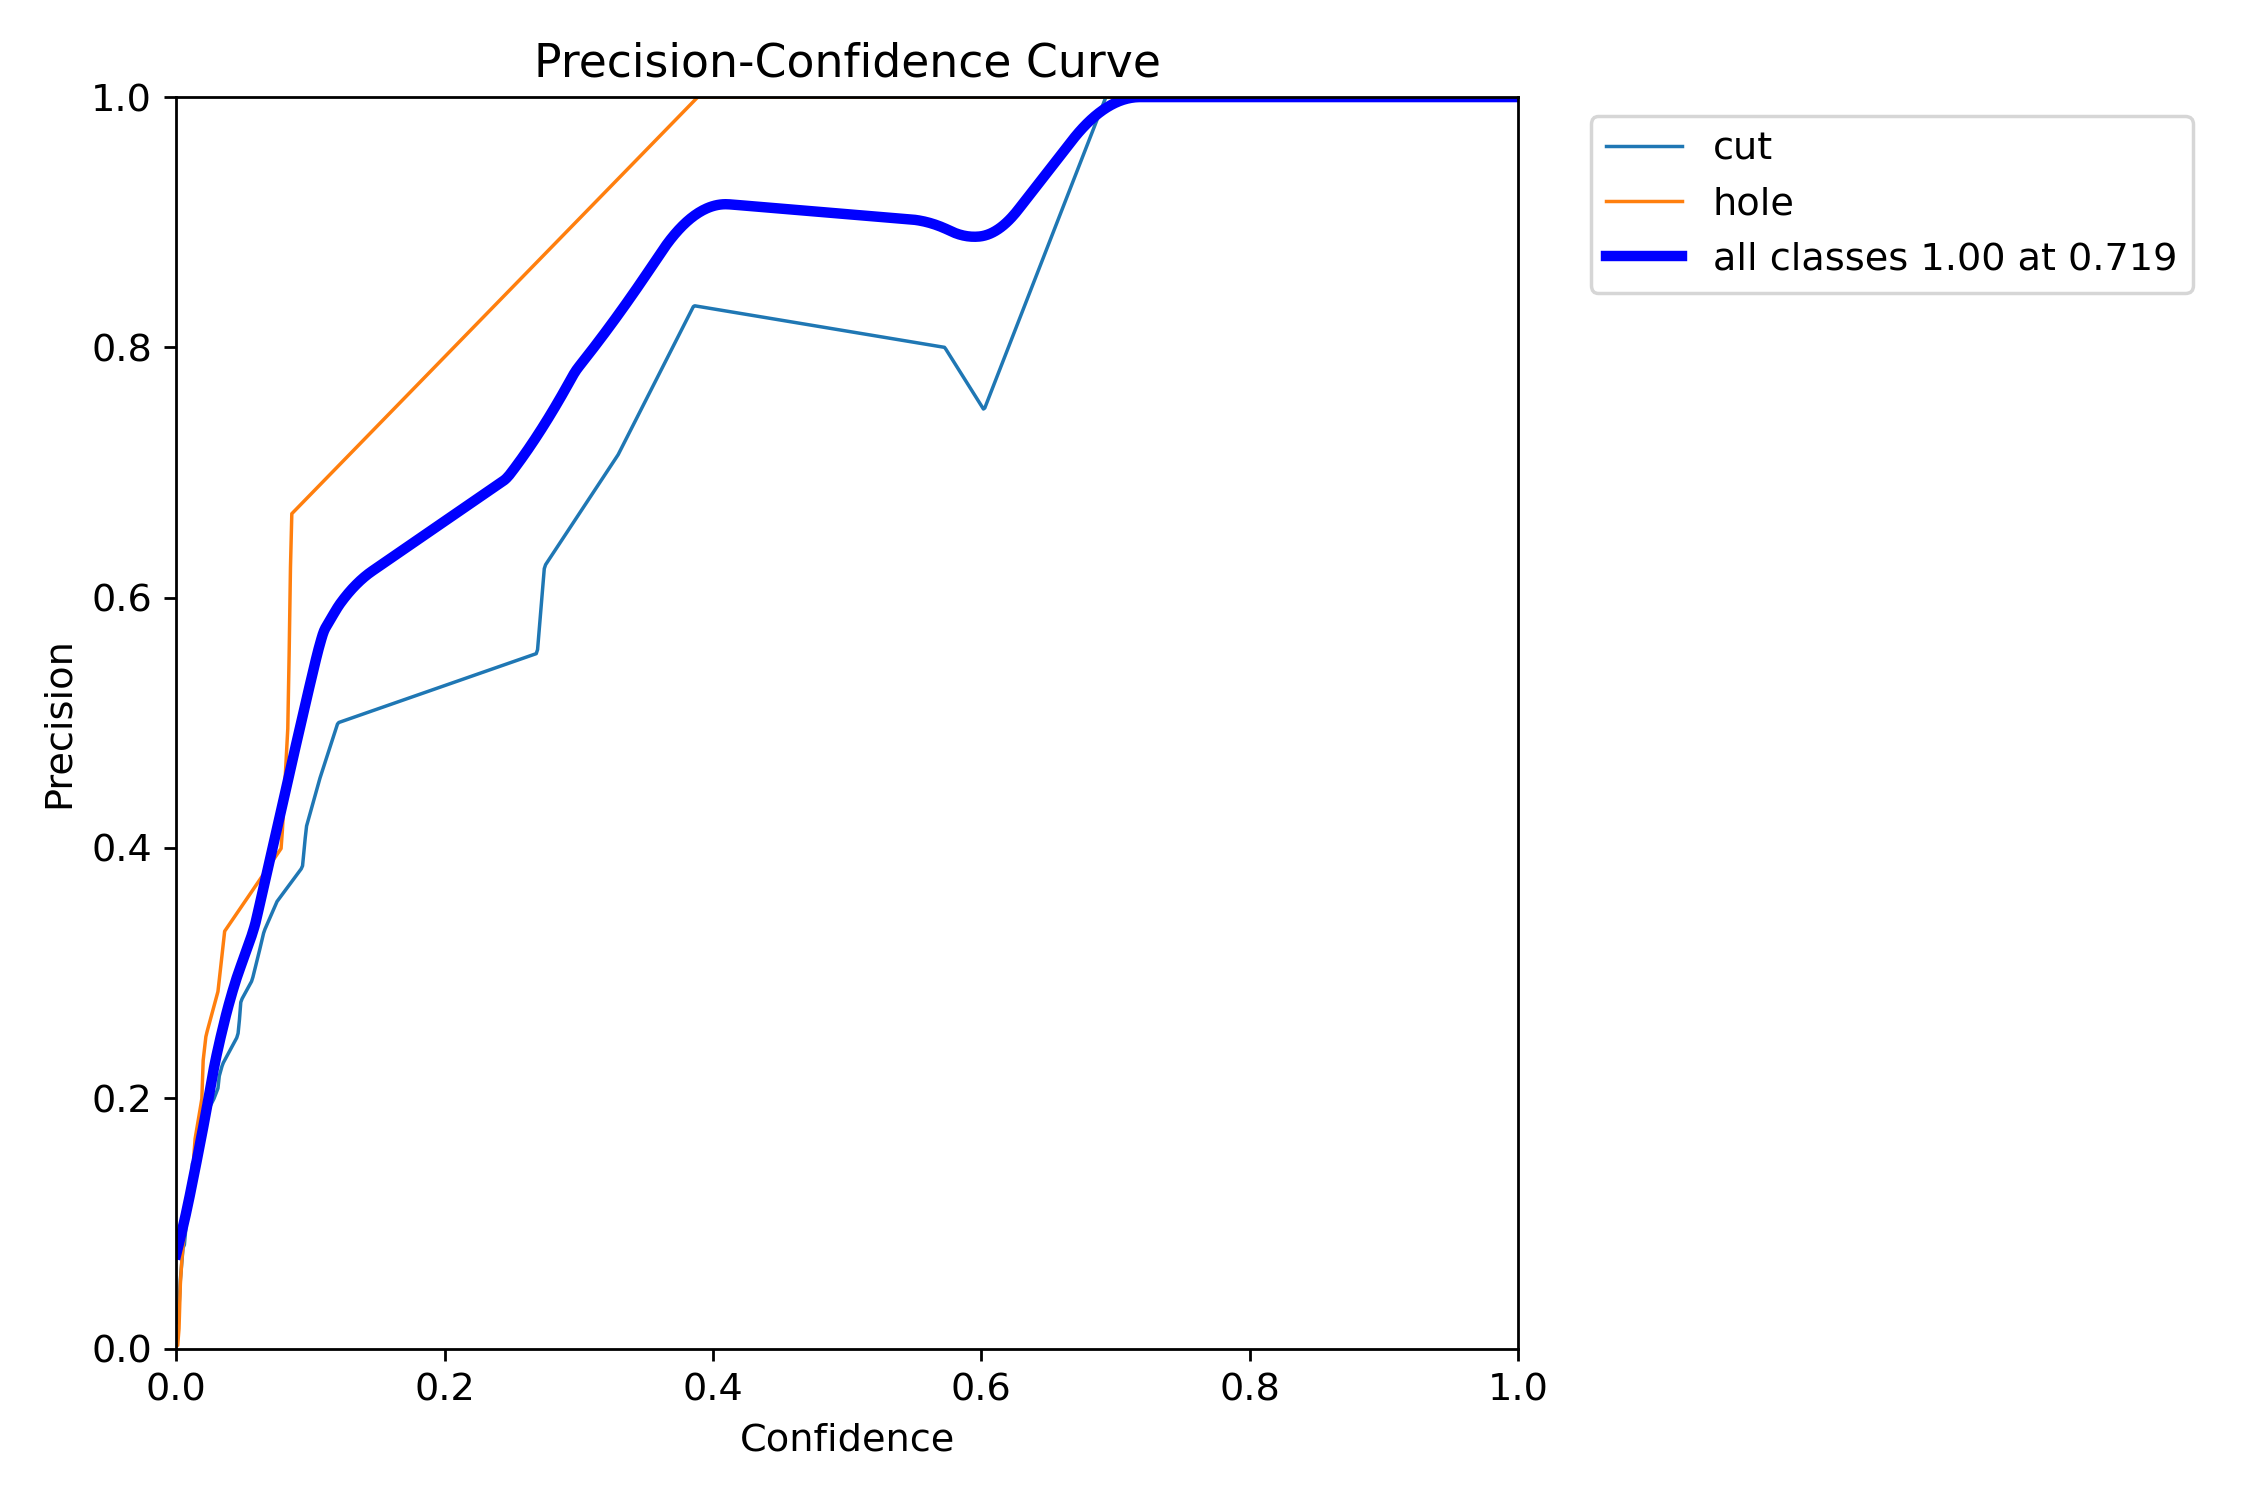 Precision-Confidence Curve
1.0
0.8
0.6
0.4
0.2
0.0
Precision
0.0 0.2 0.4 0.6 0.8 1.0
Confidence
cut
hole
all classes 1.00 at 0.719